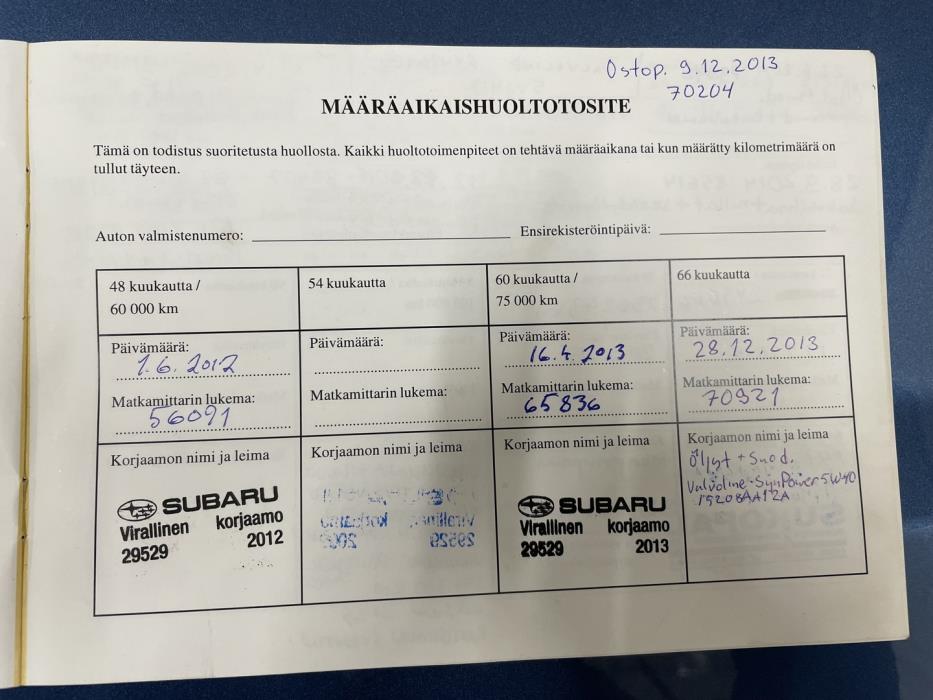 Ostop. 9.12.2013
70204
MÄÄRÄAIKAISHUOLTOTOSITE
Tämä on todistus suoritetusta huollosta. Kaikki huoltotoimenpiteet on tehtävä määräaikana tai kun määrätty kilometrimäärä on
tullut täyteen.
Auton valmistenumero:
Ensirekisteröintipäivä:
48 kuukautta /
60 000 km
Päivämäärä:
1.6.2012
Matkamittarin lukema:
56091
Korjaamon nimi ja leima
SUBARU
Virallinen korjaamo
29529 2012
54 kuukautta
Päivämäärä:
Matkamittarin lukema:
Korjaamon nimi ja leima
60 kuukautta /
75 000 km
Päivämäärä:
16.4.2013
Matkamittarin lukema:
65836
Korjaamon nimi ja leima
SUBARU
Virallinen korjaamo
29529 2013
66 kuukautta
Päivämäärä:
28.12.2013
Matkamittarin lukema:
70921
Korjaamon nimi ja leima
Öljyt + Suod.
Valvoline SynPower 5W40
15208AA12A